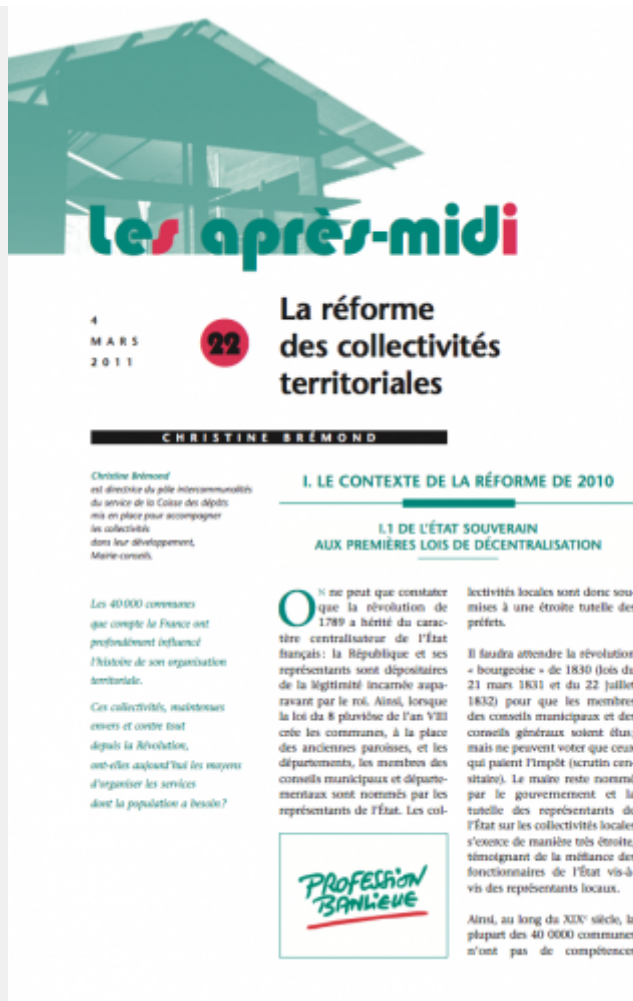 Les après-midi
4
MARS
2011
22
La réforme
des collectivités
territoriales
CHRISTINE BRÉMOND
Christine Brémond
est directrice du pôle intercommunalités
du service de la Caisse des dépôts
mis en place pour accompagner
les collectivités
dans leur développement,
Mairie-conseils.
Les 40 000 communes
que compte la France ont
profondément influencé
l'histoire de son organisation
territoriale.
Ces collectivités, maintenues
envers et contre tout
depuis la Révolution,
ont-elles aujourd'hui les moyens
d'organiser les services
dont la population a besoin ?
I. LE CONTEXTE DE LA RÉFORME DE 2010
I.1 DE L'ÉTAT SOUVERAIN
AUX PREMIÈRES LOIS DE DÉCENTRALISATION
ON ne peut que constater
que la révolution de
1789 a hérité du carac-
tère centralisateur de l'État
français : la République et ses
représentants sont dépositaires
de la légitimité incarnée aupa-
ravant par le roi. Ainsi, lorsque
la loi du 8 pluviôse de l'an VIII
crée les communes, à la place
des anciennes paroisses, et les
départements, les membres des
conseils municipaux et départe-
mentaux sont nommés par les
représentants de l'État. Les col-
PROFESSION
BANLIEUE
lectivités locales sont donc sou-
mises à une étroite tutelle des
préfets.
Il faudra attendre la révolution
« bourgeoise » de 1830 (lois du
21 mars 1831 et du 22 juillet
1832) pour que les membres
des conseils municipaux et des
conseils généraux soient élus,
mais ne peuvent voter que ceux
qui paient l'impôt (scrutin cen-
sitaire). Le maire reste nommé
par le gouvernement et la
tutelle des représentants de
l'État sur les collectivités locales
s'exerce de manière très étroite,
témoignant de la méfiance des
fonctionnaires de l'État vis-à-
vis des représentants locaux.
Ainsi, au long du XIXe siècle, la
plupart des 40 0000 communes
n'ont pas de compétences